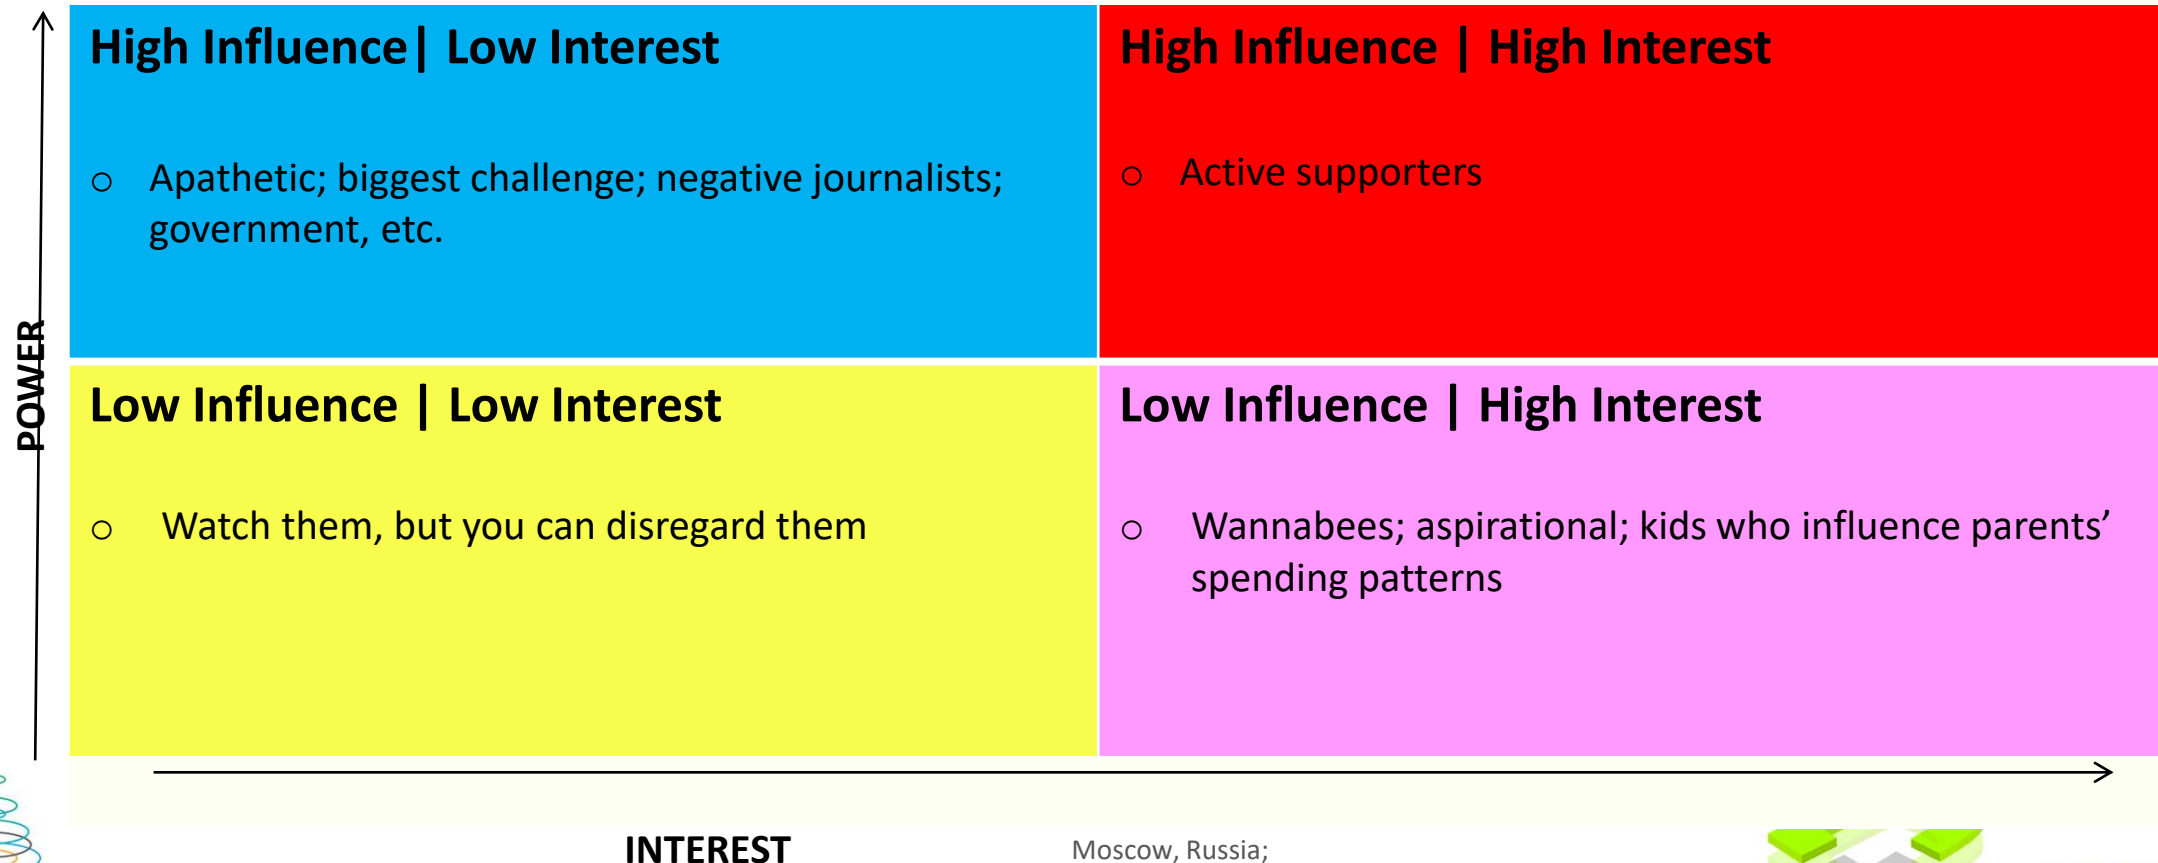 High Influence| Low Interest
o Apathetic; biggest challenge; negative journalists;
government, etc.
High Influence | High Interest
o Active supporters
POWER
Low Influence | Low Interest
o Watch them, but you can disregard them
Low Influence | High Interest
o Wannabees; aspirational; kids who influence parents’
spending patterns
INTEREST
Moscow, Russia;